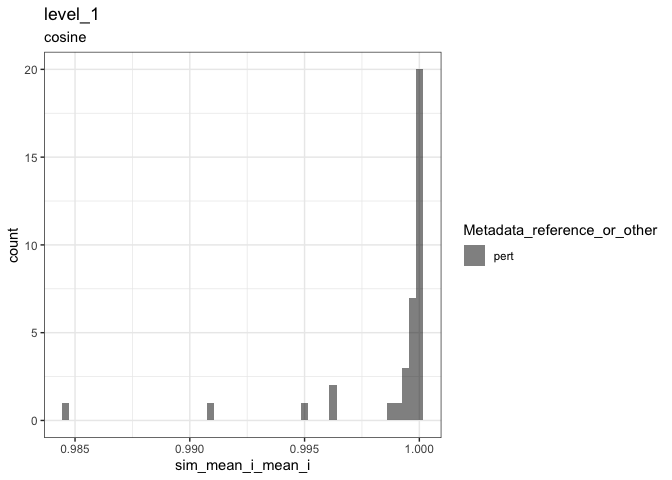 level_1
cosine
20
15
10
5
0
count
0.985 0.990 0.995 1.000
sim_mean_i_mean_i
Metadata_reference_or_other
pert